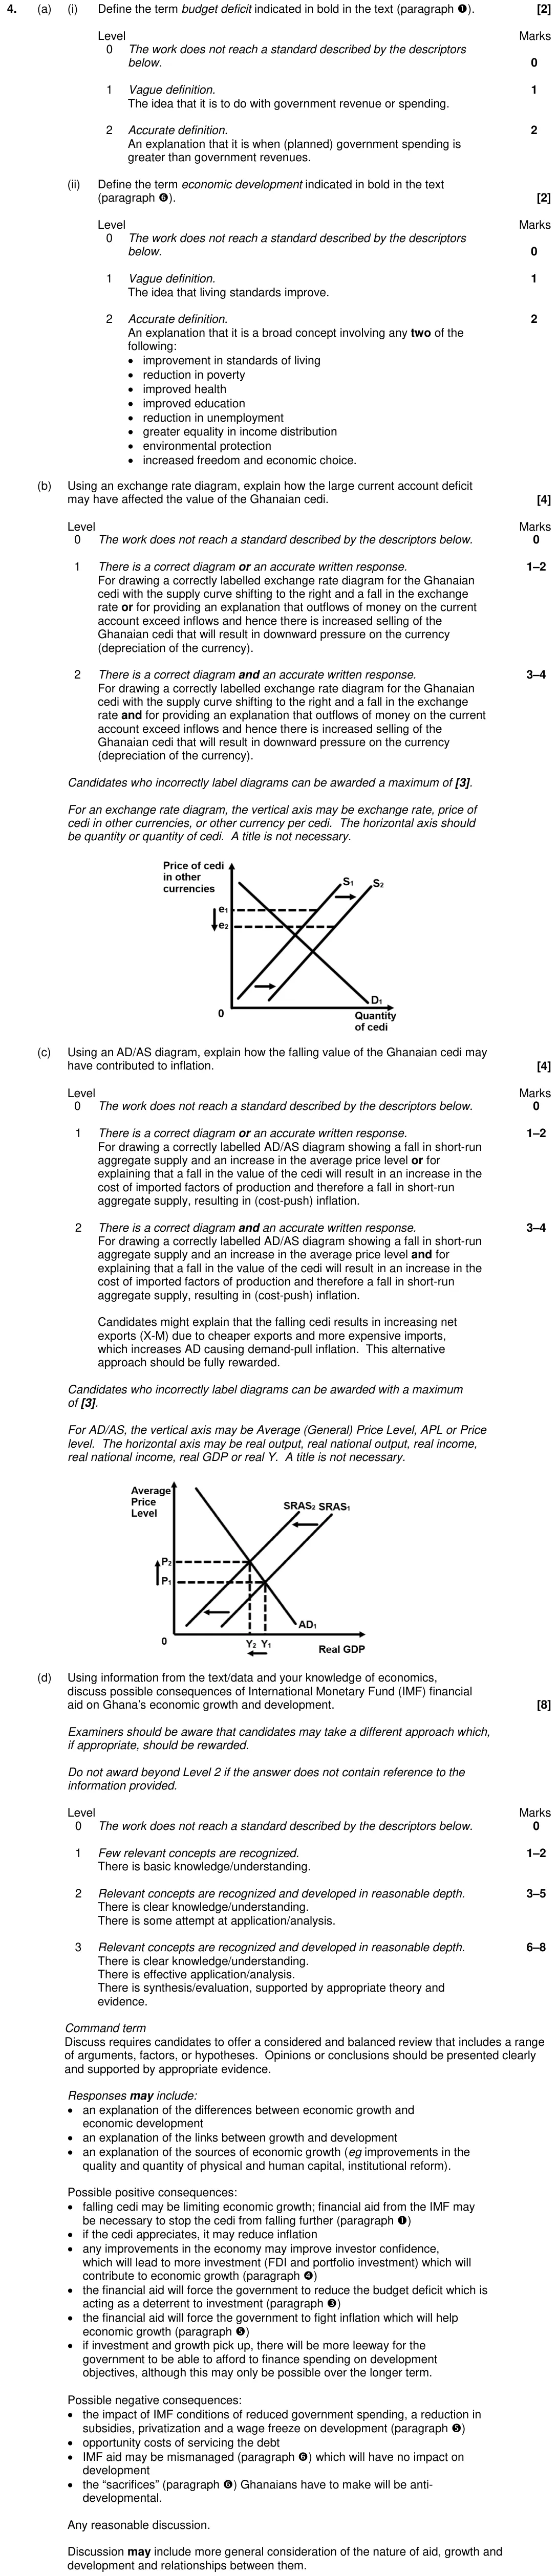 4. (a) (i) Define the term budget deficit indicated in bold in the text (paragraph ❶). [2]
Level Marks
0 The work does not reach a standard described by the descriptors
below. 0
1 Vague definition. 1
The idea that it is to do with government revenue or spending.
2 Accurate definition. 2
An explanation that it is when (planned) government spending is
greater than government revenues.
(ii) Define the term economic development indicated in bold in the text
(paragraph ❻). [2]
Level Marks
0 The work does not reach a standard described by the descriptors
below. 0
1 Vague definition. 1
The idea that living standards improve.
2 Accurate definition. 2
An explanation that it is a broad concept involving any two of the
following:
• improvement in standards of living
• reduction in poverty
• improved health
• improved education
• reduction in unemployment
• greater equality in income distribution
• environmental protection
• increased freedom and economic choice.
(b) Using an exchange rate diagram, explain how the large current account deficit
may have affected the value of the Ghanaian cedi. [4]
Level Marks
0 The work does not reach a standard described by the descriptors below. 0
1 There is a correct diagram or an accurate written response. 1–2
For drawing a correctly labelled exchange rate diagram for the Ghanaian
cedi with the supply curve shifting to the right and a fall in the exchange
rate or for providing an explanation that outflows of money on the current
account exceed inflows and hence there is increased selling of the
Ghanaian cedi that will result in downward pressure on the currency
(depreciation of the currency).
2 There is a correct diagram and an accurate written response. 3–4
For drawing a correctly labelled exchange rate diagram for the Ghanaian
cedi with the supply curve shifting to the right and a fall in the exchange
rate and for providing an explanation that outflows of money on the current
account exceed inflows and hence there is increased selling of the
Ghanaian cedi that will result in downward pressure on the currency
(depreciation of the currency).
Candidates who incorrectly label diagrams can be awarded a maximum of [3].
For an exchange rate diagram, the vertical axis may be exchange rate, price of
cedi in other currencies, or other currency per cedi. The horizontal axis should
be quantity or quantity of cedi. A title is not necessary.
Price of cedi
in other
currencies
S1 S2
e1
e2
D1
0
Quantity
of cedi
(c) Using an AD/AS diagram, explain how the falling value of the Ghanaian cedi may
have contributed to inflation. [4]
Level Marks
0 The work does not reach a standard described by the descriptors below. 0
1 There is a correct diagram or an accurate written response. 1–2
For drawing a correctly labelled AD/AS diagram showing a fall in short-run
aggregate supply and an increase in the average price level or for
explaining that a fall in the value of the cedi will result in an increase in the
cost of imported factors of production and therefore a fall in short-run
aggregate supply, resulting in (cost-push) inflation.
2 There is a correct diagram and an accurate written response. 3–4
For drawing a correctly labelled AD/AS diagram showing a fall in short-run
aggregate supply and an increase in the average price level and for
explaining that a fall in the value of the cedi will result in an increase in the
cost of imported factors of production and therefore a fall in short-run
aggregate supply, resulting in (cost-push) inflation.
Candidates might explain that the falling cedi results in increasing net
exports (X-M) due to cheaper exports and more expensive imports,
which increases AD causing demand-pull inflation. This alternative
approach should be fully rewarded.
Candidates who incorrectly label diagrams can be awarded with a maximum
of [3].
For AD/AS, the vertical axis may be Average (General) Price Level, APL or Price
level. The horizontal axis may be real output, real national output, real income,
real national income, real GDP or real Y. A title is not necessary.
Average
Price
Level
SRAS2 SRAS1
P2
P1
AD1
0
Y2 Y1
Real GDP
(d) Using information from the text/data and your knowledge of economics,
discuss possible consequences of International Monetary Fund (IMF) financial
aid on Ghana's economic growth and development. [8]
Examiners should be aware that candidates may take a different approach which,
if appropriate, should be rewarded.
Do not award beyond Level 2 if the answer does not contain reference to the
information provided.
Level Marks
0 The work does not reach a standard described by the descriptors below. 0
1 Few relevant concepts are recognized. 1–2
There is basic knowledge/understanding.
2 Relevant concepts are recognized and developed in reasonable depth. 3–5
There is clear knowledge/understanding.
There is some attempt at application/analysis.
3 Relevant concepts are recognized and developed in reasonable depth. 6–8
There is clear knowledge/understanding.
There is effective application/analysis.
There is synthesis/evaluation, supported by appropriate theory and
evidence.
Command term
Discuss requires candidates to offer a considered and balanced review that includes a range
of arguments, factors, or hypotheses. Opinions or conclusions should be presented clearly
and supported by appropriate evidence.
Responses may include:
• an explanation of the differences between economic growth and
economic development
• an explanation of the links between growth and development
• an explanation of the sources of economic growth (eg improvements in the
quality and quantity of physical and human capital, institutional reform).
Possible positive consequences:
• falling cedi may be limiting economic growth; financial aid from the IMF may
be necessary to stop the cedi from falling further (paragraph ❶)
• if the cedi appreciates, it may reduce inflation
• any improvements in the economy may improve investor confidence,
which will lead to more investment (FDI and portfolio investment) which will
contribute to economic growth (paragraph ❹)
• the financial aid will force the government to reduce the budget deficit which is
acting as a deterrent to investment (paragraph ❸)
• the financial aid will force the government to fight inflation which will help
economic growth (paragraph ❺)
• if investment and growth pick up, there will be more leeway for the
government to be able to afford to finance spending on development
objectives, although this may only be possible over the longer term.
Possible negative consequences:
• the impact of IMF conditions of reduced government spending, a reduction in
subsidies, privatization and a wage freeze on development (paragraph ❺)
• opportunity costs of servicing the debt
• IMF aid may be mismanaged (paragraph ❻) which will have no impact on
development
• the "sacrifices" (paragraph ❻) Ghanaians have to make will be anti-
developmental.
Any reasonable discussion.
Discussion may include more general consideration of the nature of aid, growth and
development and relationships between them.